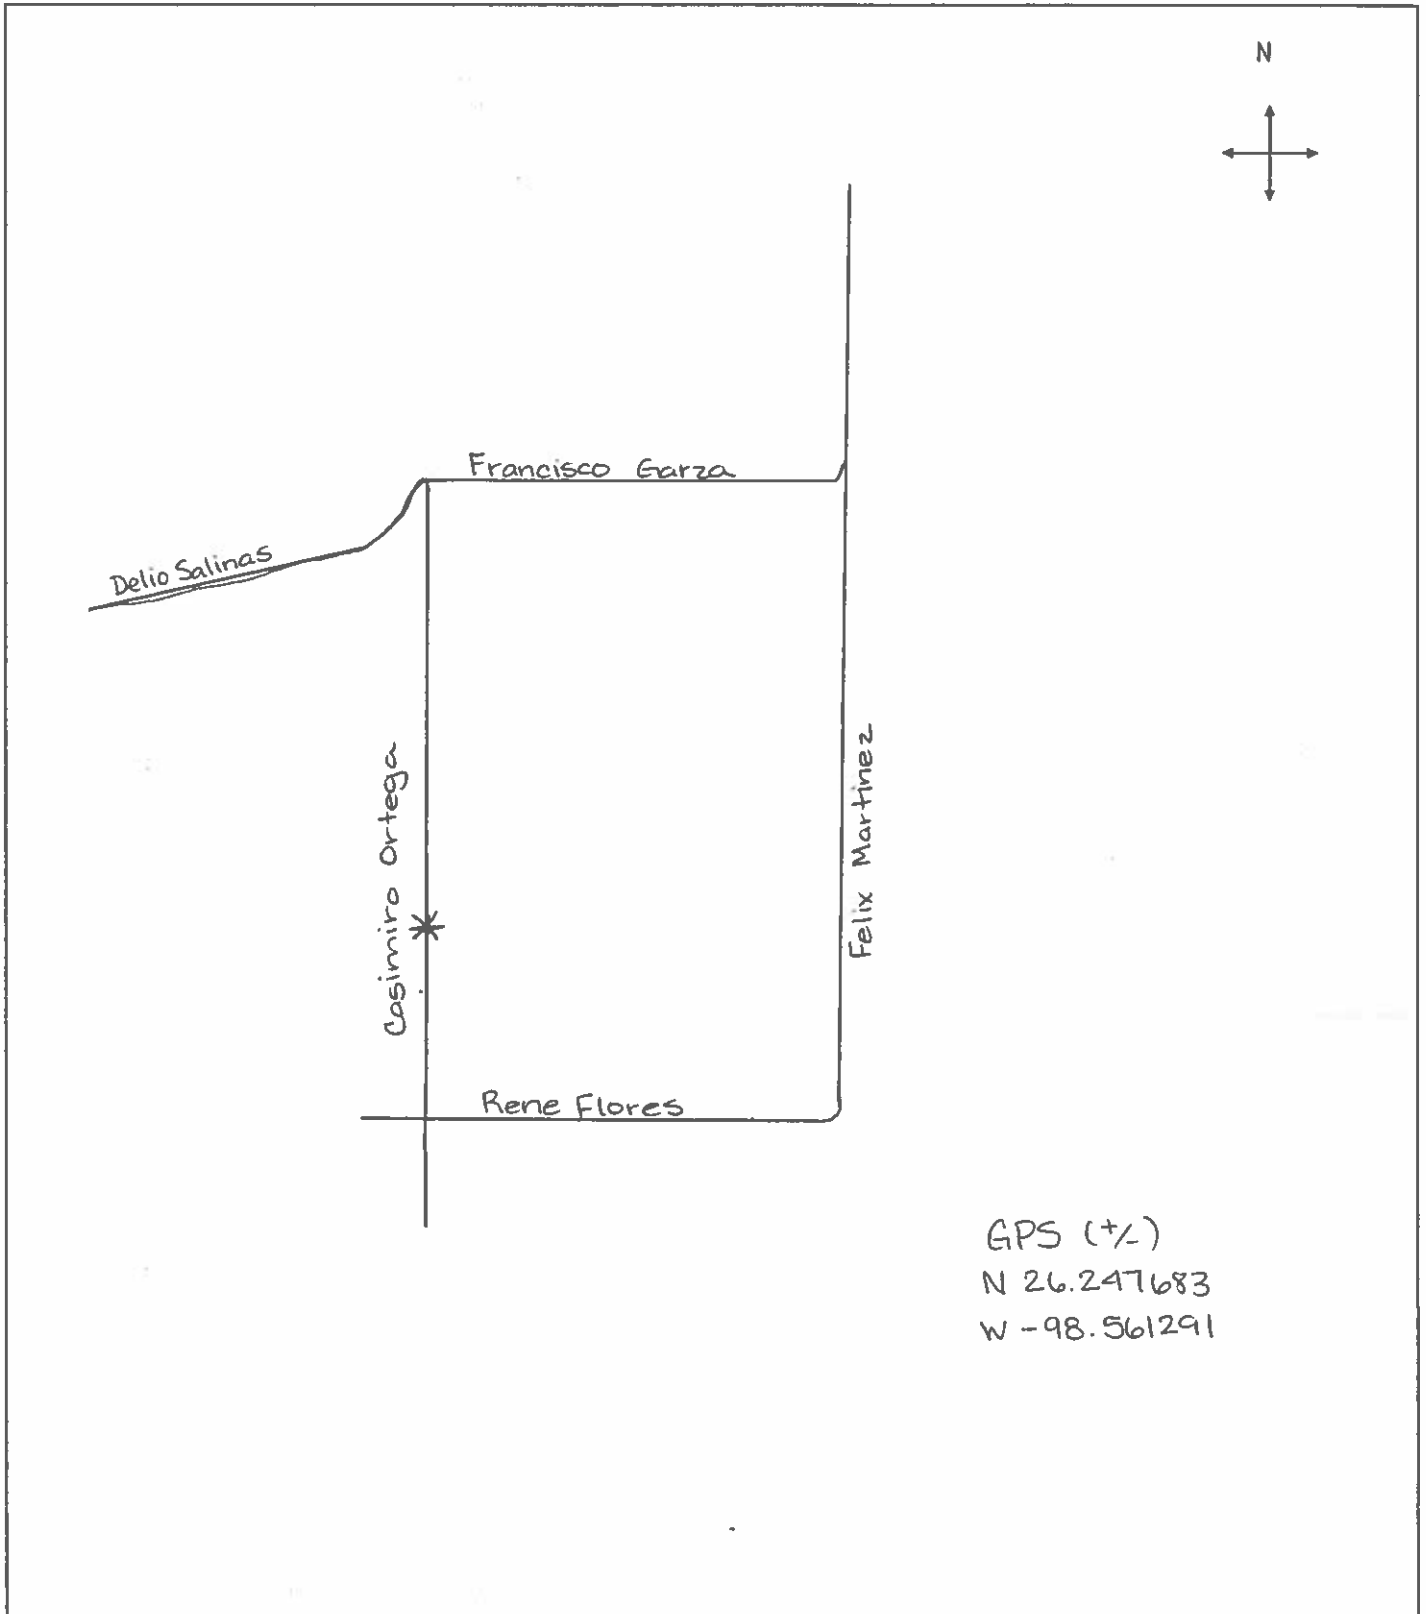 N
Francisco Garza
Delio Salinas
Casimiro Ortega
Felix Martinez
Rene Flores
GPS (+/-)
N 26.247683
W -98.561291